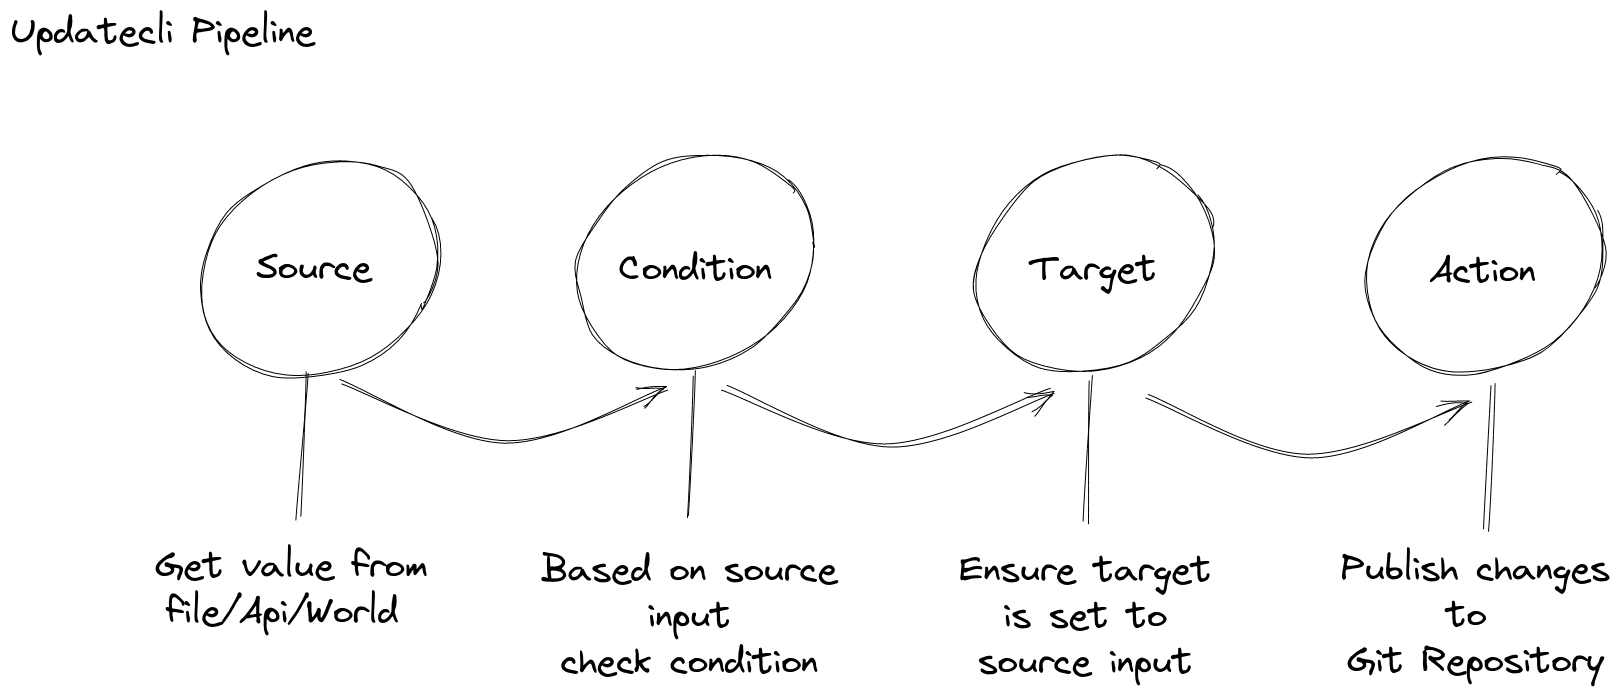 Updatecli Pipeline
Source
Condition
Target
Action
Get value from
file/Api/World
Based on source
input
check condition
Ensure target
is set to
source input
Publish changes
to
Git Repository